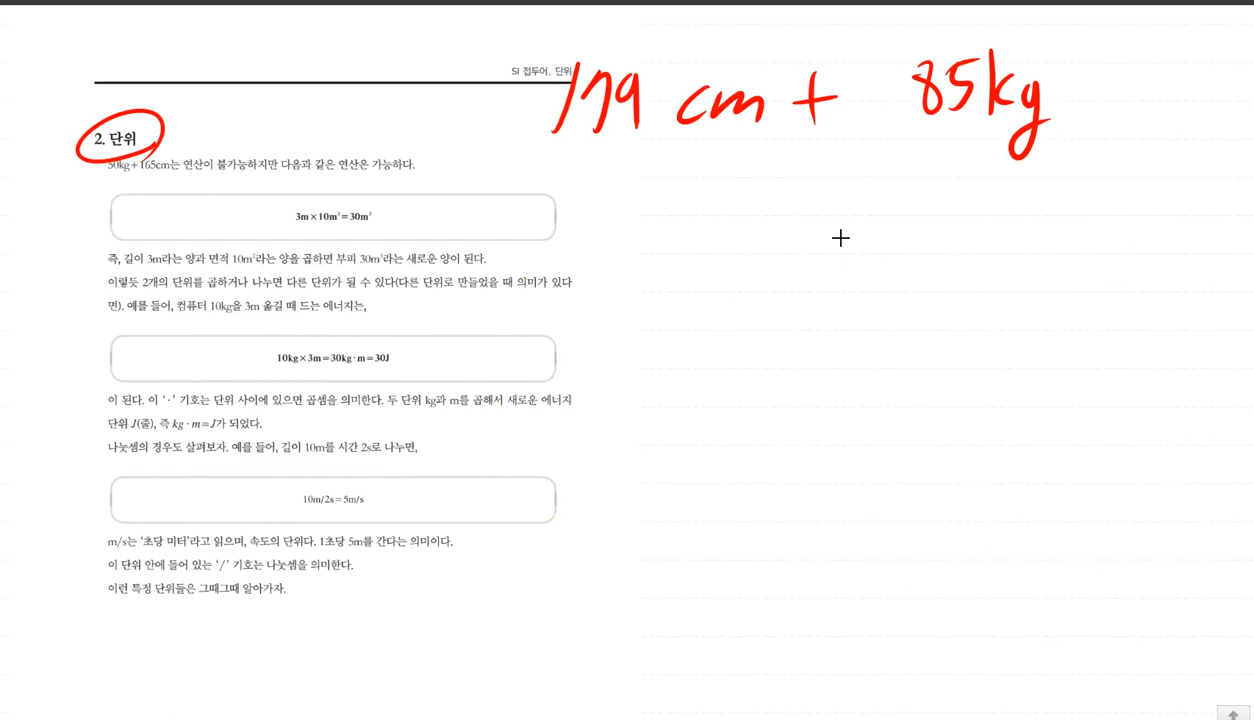 SI 접두어, 단위
179 cm + 85kg
2. 단위
50kg+165cm는 연산이 불가능하지만 다음과 같은 연산은 가능하다.
3m×10m²=30m³
즉, 길이 3m라는 양과 면적 10m²라는 양을 곱하면 부피 30m³라는 새로운 양이 된다.
이렇듯 2개의 단위를 곱하거나 나누면 다른 단위가 될 수 있다(다른 단위로 만들었을 때 의미가 있다
면). 예를 들어, 컴퓨터 10kg을 3m 옮길 때 드는 에너지는,
10kg×3m=30kg·m=30J
이 된다. 이 ‘·’ 기호는 단위 사이에 있으면 곱셈을 의미한다. 두 단위 kg과 m를 곱해서 새로운 에너지
단위 J(줄), 즉 kg·m=J가 되었다.
나눗셈의 경우도 살펴보자. 예를 들어, 길이 10m를 시간 2s로 나누면,
10m/2s=5m/s
m/s는 ‘초당 미터’라고 읽으며, 속도의 단위다. 1초당 5m를 간다는 의미이다.
이 단위 안에 들어 있는 ‘/’ 기호는 나눗셈을 의미한다.
이런 특정 단위들은 그때그때 알아가자.